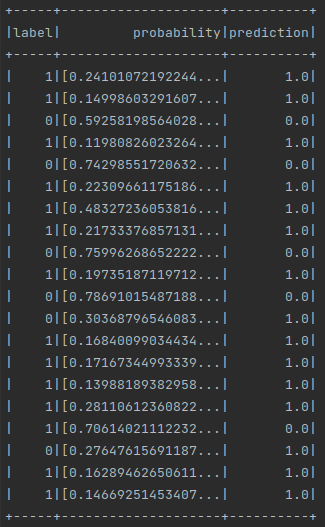 +-----+--------------------+----------+
|label|         probability|prediction|
+-----+--------------------+----------+
|    1|[0.24101072192244...|       1.0|
|    1|[0.14998603291607...|       1.0|
|    0|[0.59258198564028...|       0.0|
|    1|[0.11980826023264...|       1.0|
|    0|[0.74298551720632...|       0.0|
|    1|[0.22309661175186...|       1.0|
|    1|[0.48327236053816...|       1.0|
|    1|[0.21733376857131...|       1.0|
|    0|[0.75996268652222...|       0.0|
|    1|[0.19735187119712...|       1.0|
|    0|[0.78691015487188...|       0.0|
|    0|[0.30368796546083...|       1.0|
|    1|[0.16840099034434...|       1.0|
|    1|[0.17167344993339...|       1.0|
|    1|[0.13988189382958...|       1.0|
|    1|[0.28110612360822...|       1.0|
|    0|[0.70614021112232...|       0.0|
|    0|[0.27647615691187...|       1.0|
|    1|[0.16289462650611...|       1.0|
|    1|[0.14669251453407...|       1.0|
+-----+--------------------+----------+